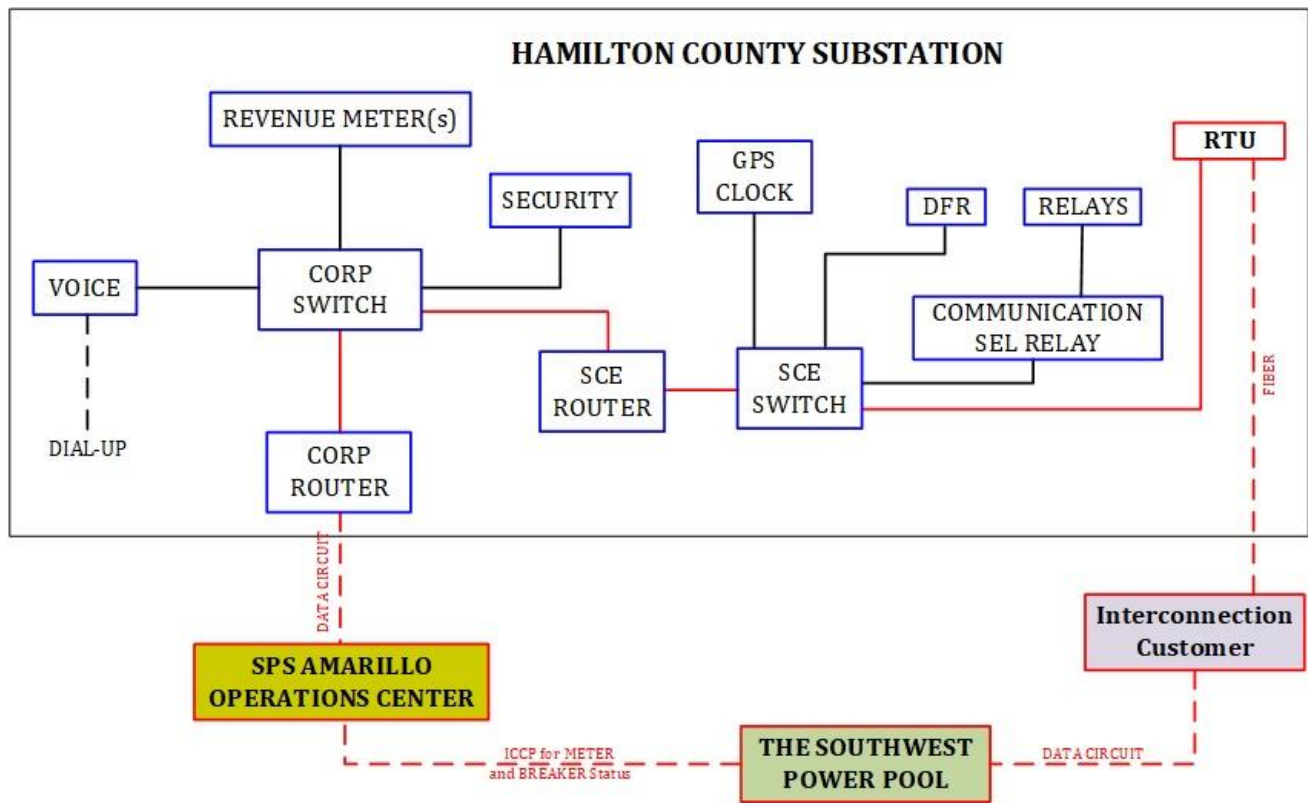 HAMILTON COUNTY SUBSTATION
REVENUE METER(s)
RTU
GPS
CLOCK
SECURITY
DFR
RELAYS
VOICE
CORP
SWITCH
COMMUNICATION
SEL RELAY
SCE
ROUTER
SCE
SWITCH
FIBER
DIAL-UP
CORP
ROUTER
DATA CIRCUIT
Interconnection
Customer
SPS AMARILLO
OPERATIONS CENTER
ICCP for METER
and BREAKER Status
THE SOUTHWEST
POWER POOL
DATA CIRCUIT